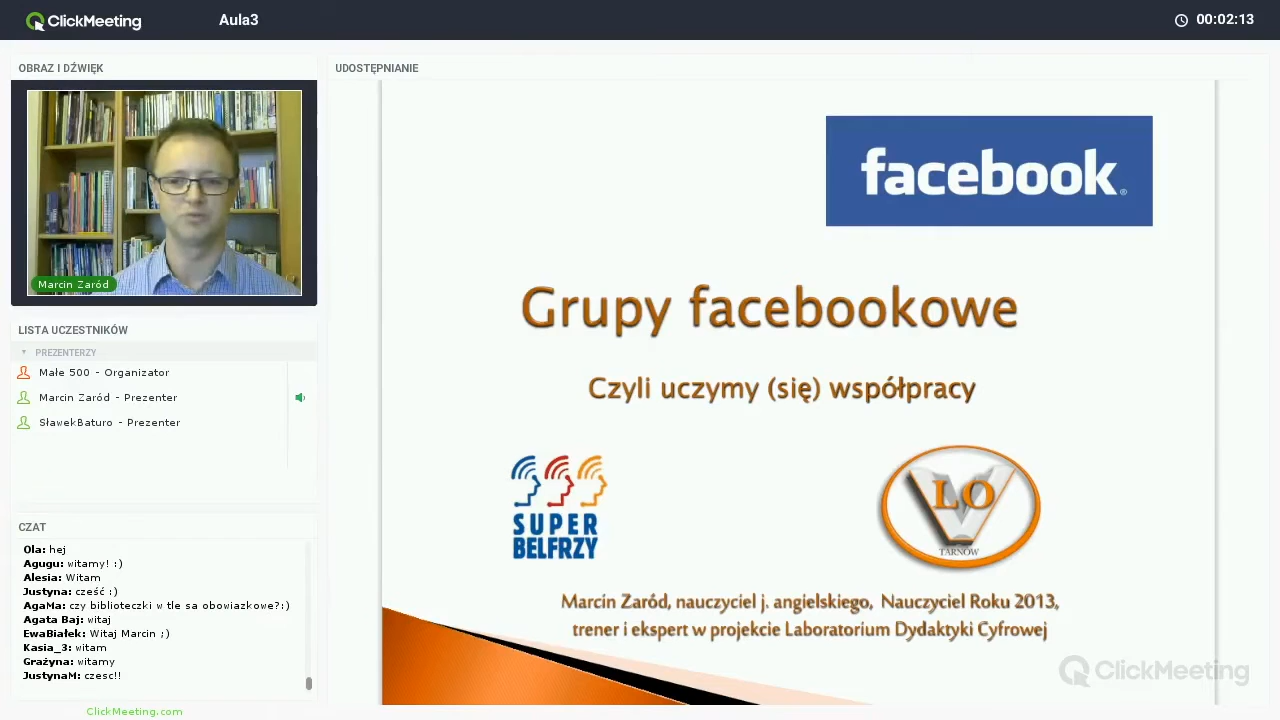 ClickMeeting
Aula3
00:02:13
OBRAZ I DŹWIĘK
Marcin Zaród
LISTA UCZESTNIKÓW
PREZENTERZY
Małe 500 - Organizator
Marcin Zaród - Prezenter
SławekBaturo - Prezenter
CZAT
Ola: hej
Agugu: witamy! :)
Alesia: Witam
Justyna: cześć :)
AgaMa: czy biblioteczki w tle sa obowiazkowe?:)
Agata Baj: witaj
EwaBiałek: Witaj Marcin ;)
Kasia_3: witam
Grażyna: witamy
JustynaM: czesc!!
ClickMeeting.com
UDOSTĘPNIANIE
facebook®
Grupy facebookowe
Czyli uczymy (się) współpracy
SUPER
BELFRZY
V LO
TARNÓW
Marcin Zaród, nauczyciel j. angielskiego, Nauczyciel Roku 2013,
trener i ekspert w projekcie Laboratorium Dydaktyki Cyfrowej
ClickMeeting